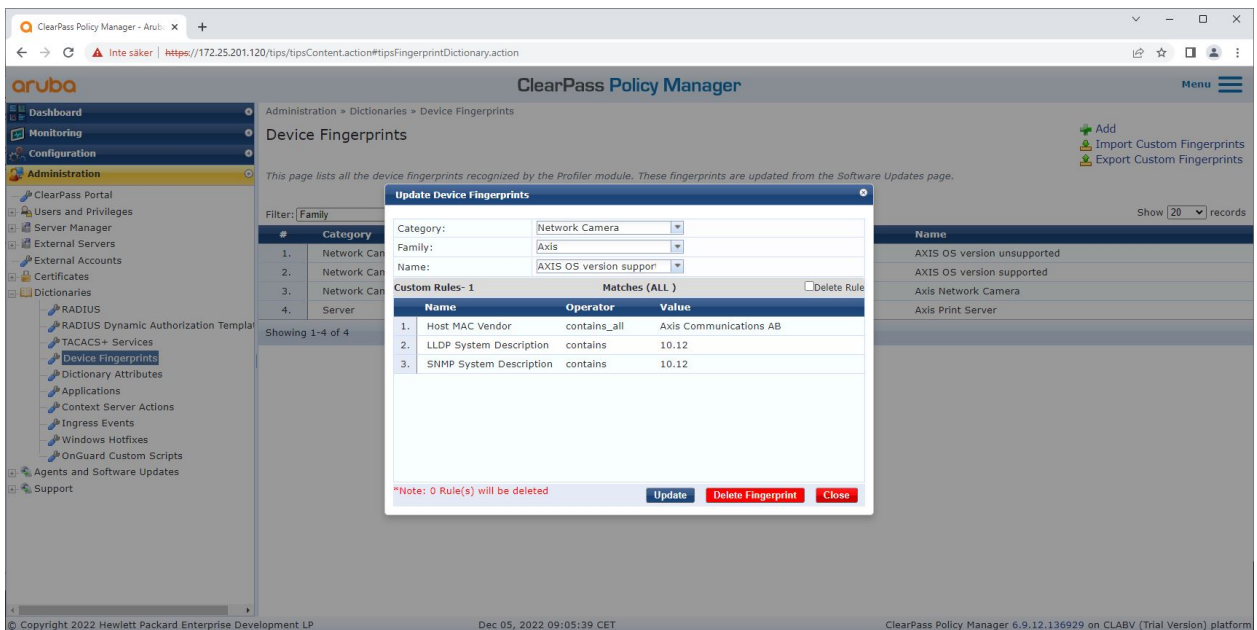 ClearPass Policy Manager - Arub
Inte säker | https://172.25.201.120/tips/tipsContent.action#tipsFingerprintDictionary.action
aruba
ClearPass Policy Manager
Menu
Dashboard
Monitoring
Configuration
Administration
ClearPass Portal
Users and Privileges
Server Manager
External Servers
External Accounts
Certificates
Dictionaries
RADIUS
RADIUS Dynamic Authorization Templat
TACACS+ Services
Device Fingerprints
Dictionary Attributes
Applications
Context Server Actions
Ingress Events
Windows Hotfixes
OnGuard Custom Scripts
Agents and Software Updates
Support
Administration » Dictionaries » Device Fingerprints
Device Fingerprints
Add
Import Custom Fingerprints
Export Custom Fingerprints
This page lists all the device fingerprints recognized by the Profiler module. These fingerprints are updated from the Software Updates page.
Filter: Family
Show 20 records
# Category Name
1. Network Can AXIS OS version unsupported
2. Network Can AXIS OS version supported
3. Network Can Axis Network Camera
4. Server Axis Print Server
Showing 1-4 of 4
Update Device Fingerprints
Category: Network Camera
Family: Axis
Name: AXIS OS version support
Custom Rules- 1 Matches (ALL ) Delete Rule
Name Operator Value
1. Host MAC Vendor contains_all Axis Communications AB
2. LLDP System Description contains 10.12
3. SNMP System Description contains 10.12
*Note: 0 Rule(s) will be deleted
Update Delete Fingerprint Close
© Copyright 2022 Hewlett Packard Enterprise Development LP Dec 05, 2022 09:05:39 CET ClearPass Policy Manager 6.9.12.136929 on CLABV (Trial Version) platform